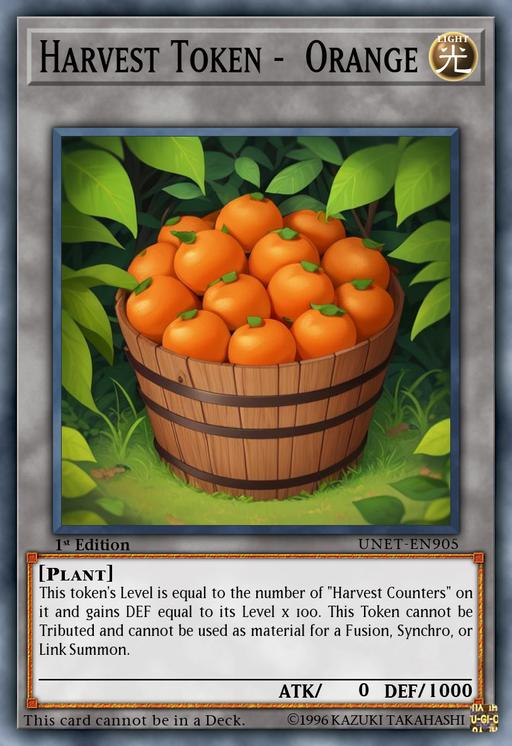 Harvest Token - Orange
LIGHT
光
1st Edition
UNET-EN905
[Plant]
This token's Level is equal to the number of "Harvest Counters" on
it and gains DEF equal to its Level x 100. This Token cannot be
Tributed and cannot be used as material for a Fusion, Synchro, or
Link Summon.
ATK/ 0 DEF/1000
This card cannot be in a Deck.
©1996 KAZUKI TAKAHASHI